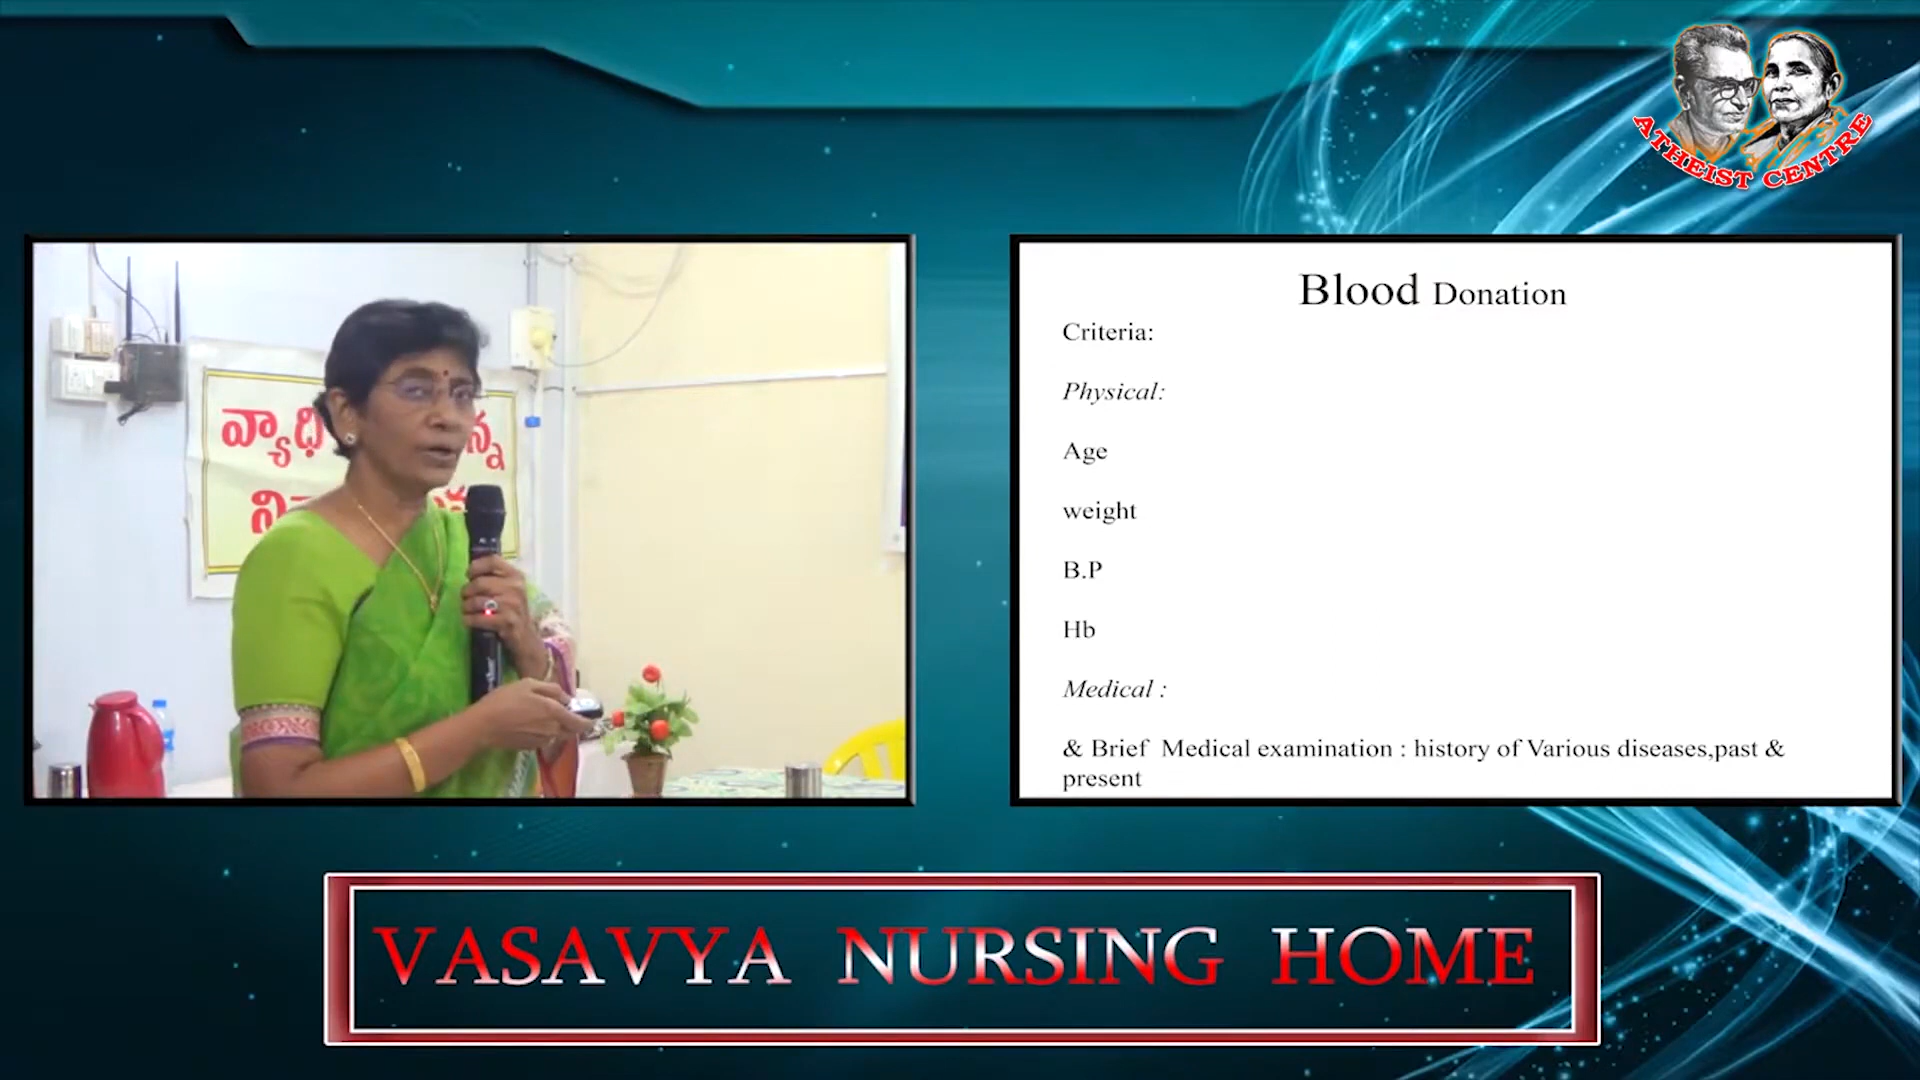 ATHEIST CENTRE
వ్యాధి
Blood Donation
Criteria:
Physical:
Age
weight
B.P
Hb
Medical :
& Brief Medical examination : history of Various diseases,past &
present
VASAVYA NURSING HOME